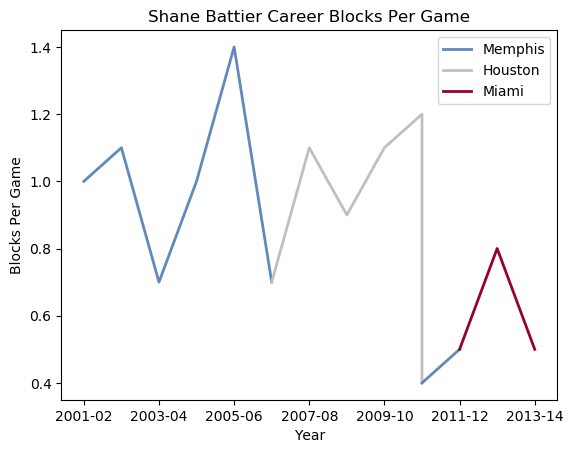 Shane Battier Career Blocks Per Game
Memphis
Houston
Miami
Blocks Per Game
1.4
1.2
1.0
0.8
0.6
0.4
2001-02 2003-04 2005-06 2007-08 2009-10 2011-12 2013-14
Year